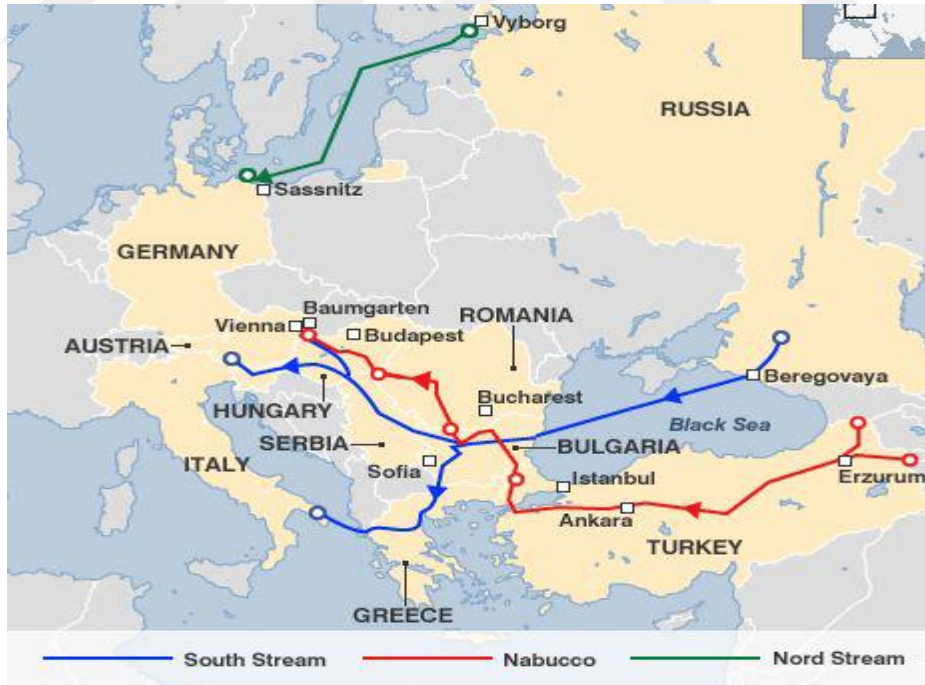 Vyborg
RUSSIA
Sassnitz
GERMANY
Baumgarten
Vienna
Budapest
ROMANIA
AUSTRIA
Beregovaya
HUNGARY
Bucharest
Black Sea
SERBIA
BULGARIA
ITALY
Sofia
Istanbul
Erzurum
Ankara
TURKEY
GREECE
South Stream
Nabucco
Nord Stream